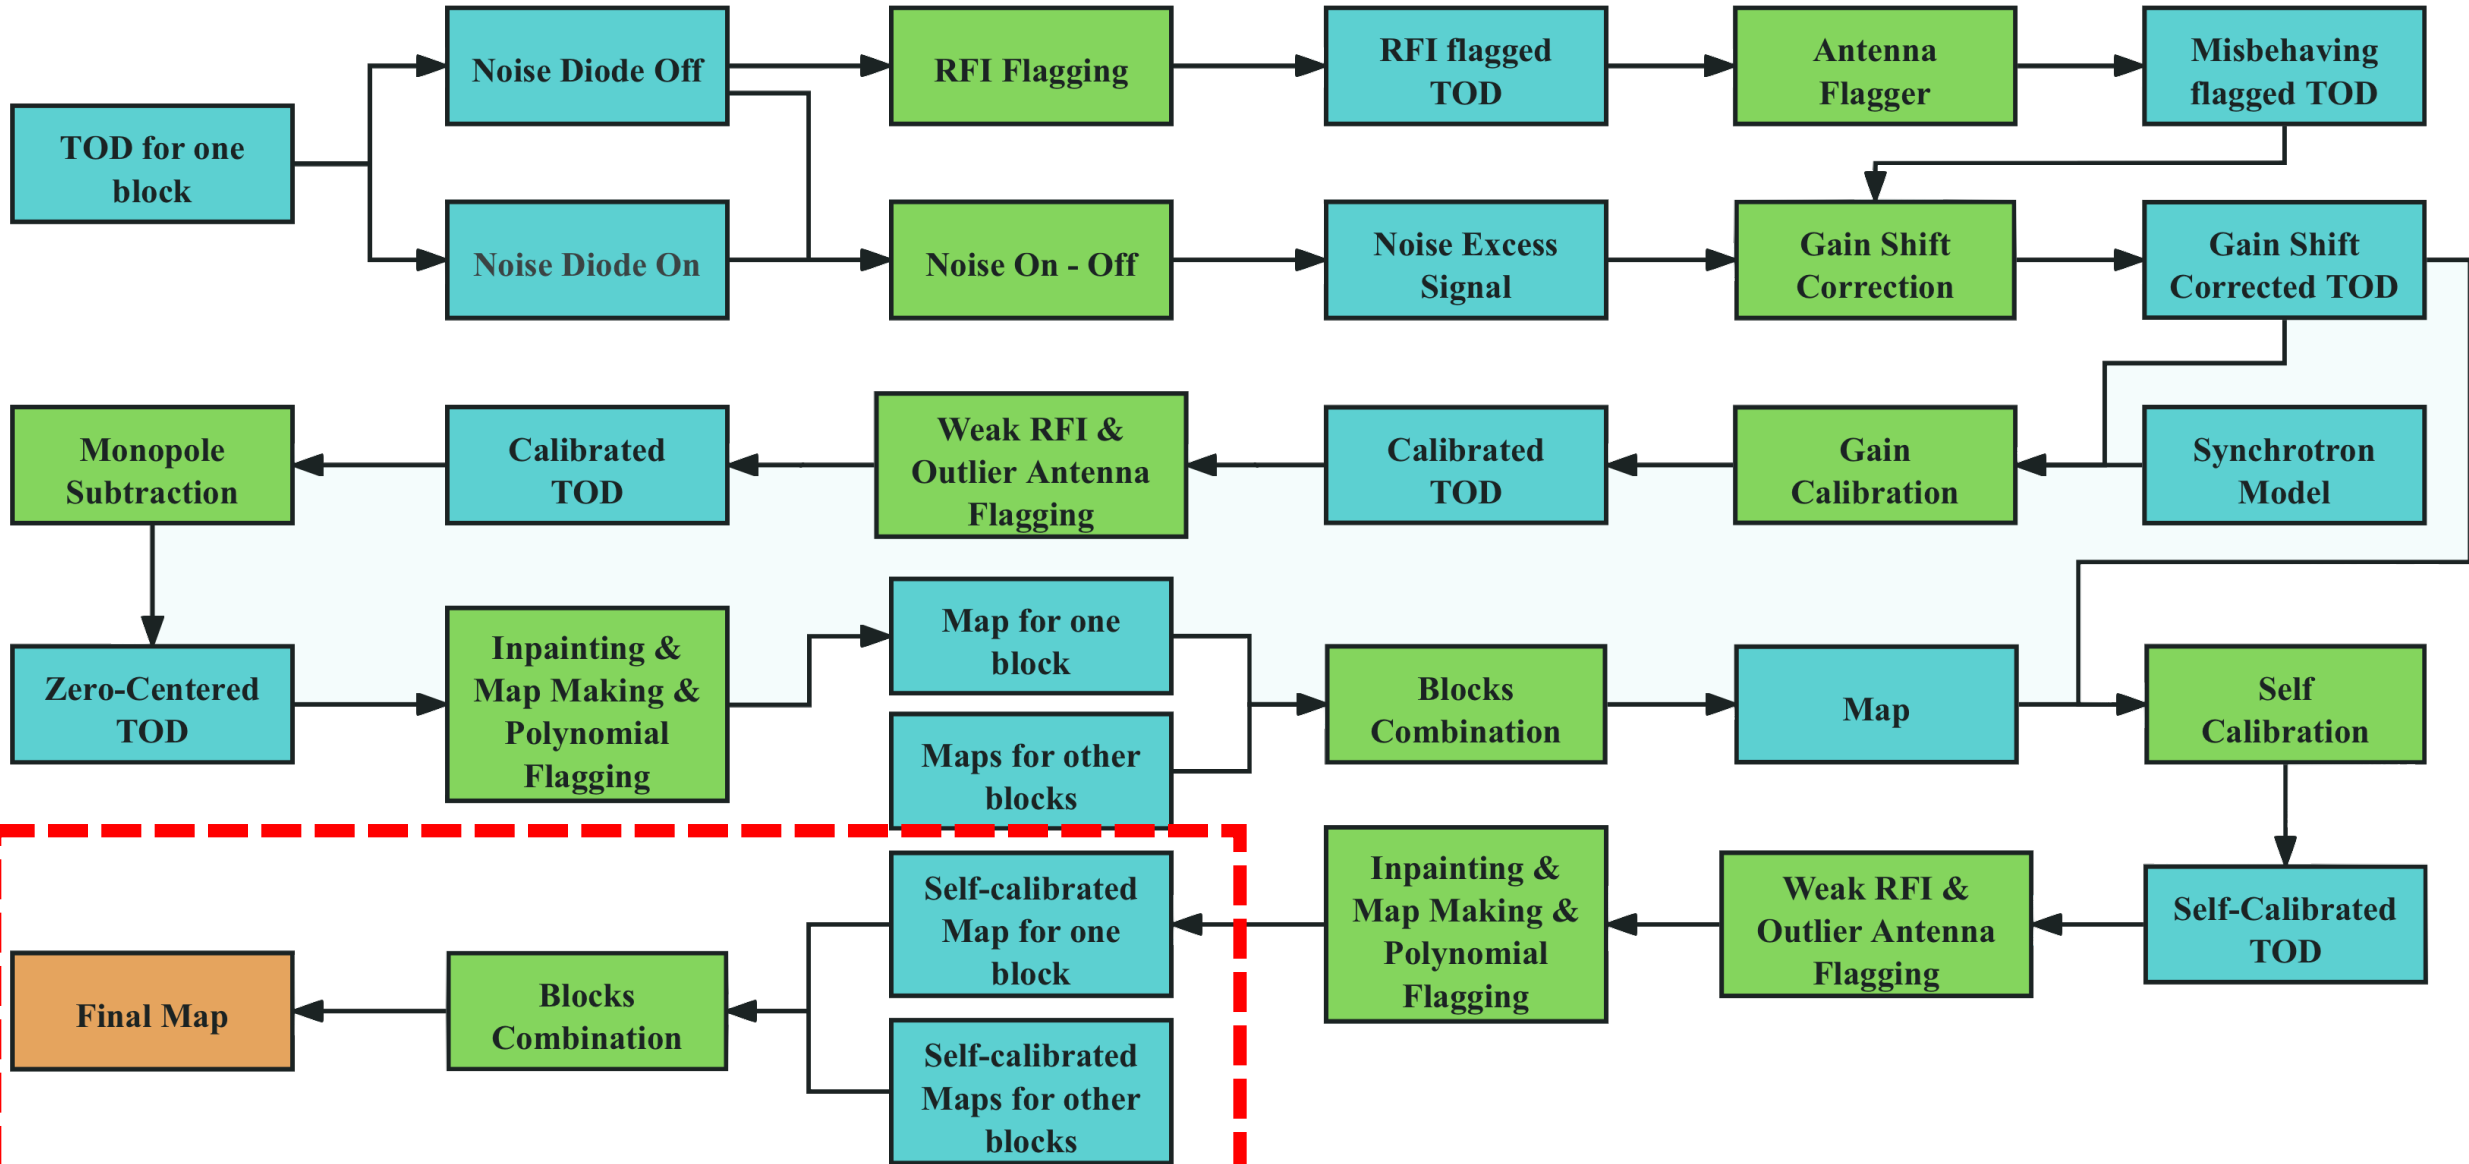 Noise Diode Off
RFI Flagging
RFI flagged
TOD
Antenna
Flagger
Misbehaving
flagged TOD
TOD for one
block
Noise Diode On
Noise On - Off
Noise Excess
Signal
Gain Shift
Correction
Gain Shift
Corrected TOD
Monopole
Subtraction
Calibrated
TOD
Weak RFI &
Outlier Antenna
Flagging
Calibrated
TOD
Gain
Calibration
Synchrotron
Model
Zero-Centered
TOD
Inpainting &
Map Making &
Polynomial
Flagging
Map for one
block
Maps for other
blocks
Blocks
Combination
Map
Self
Calibration
Final Map
Blocks
Combination
Self-calibrated
Map for one
block
Self-calibrated
Maps for other
blocks
Inpainting &
Map Making &
Polynomial
Flagging
Weak RFI &
Outlier Antenna
Flagging
Self-Calibrated
TOD